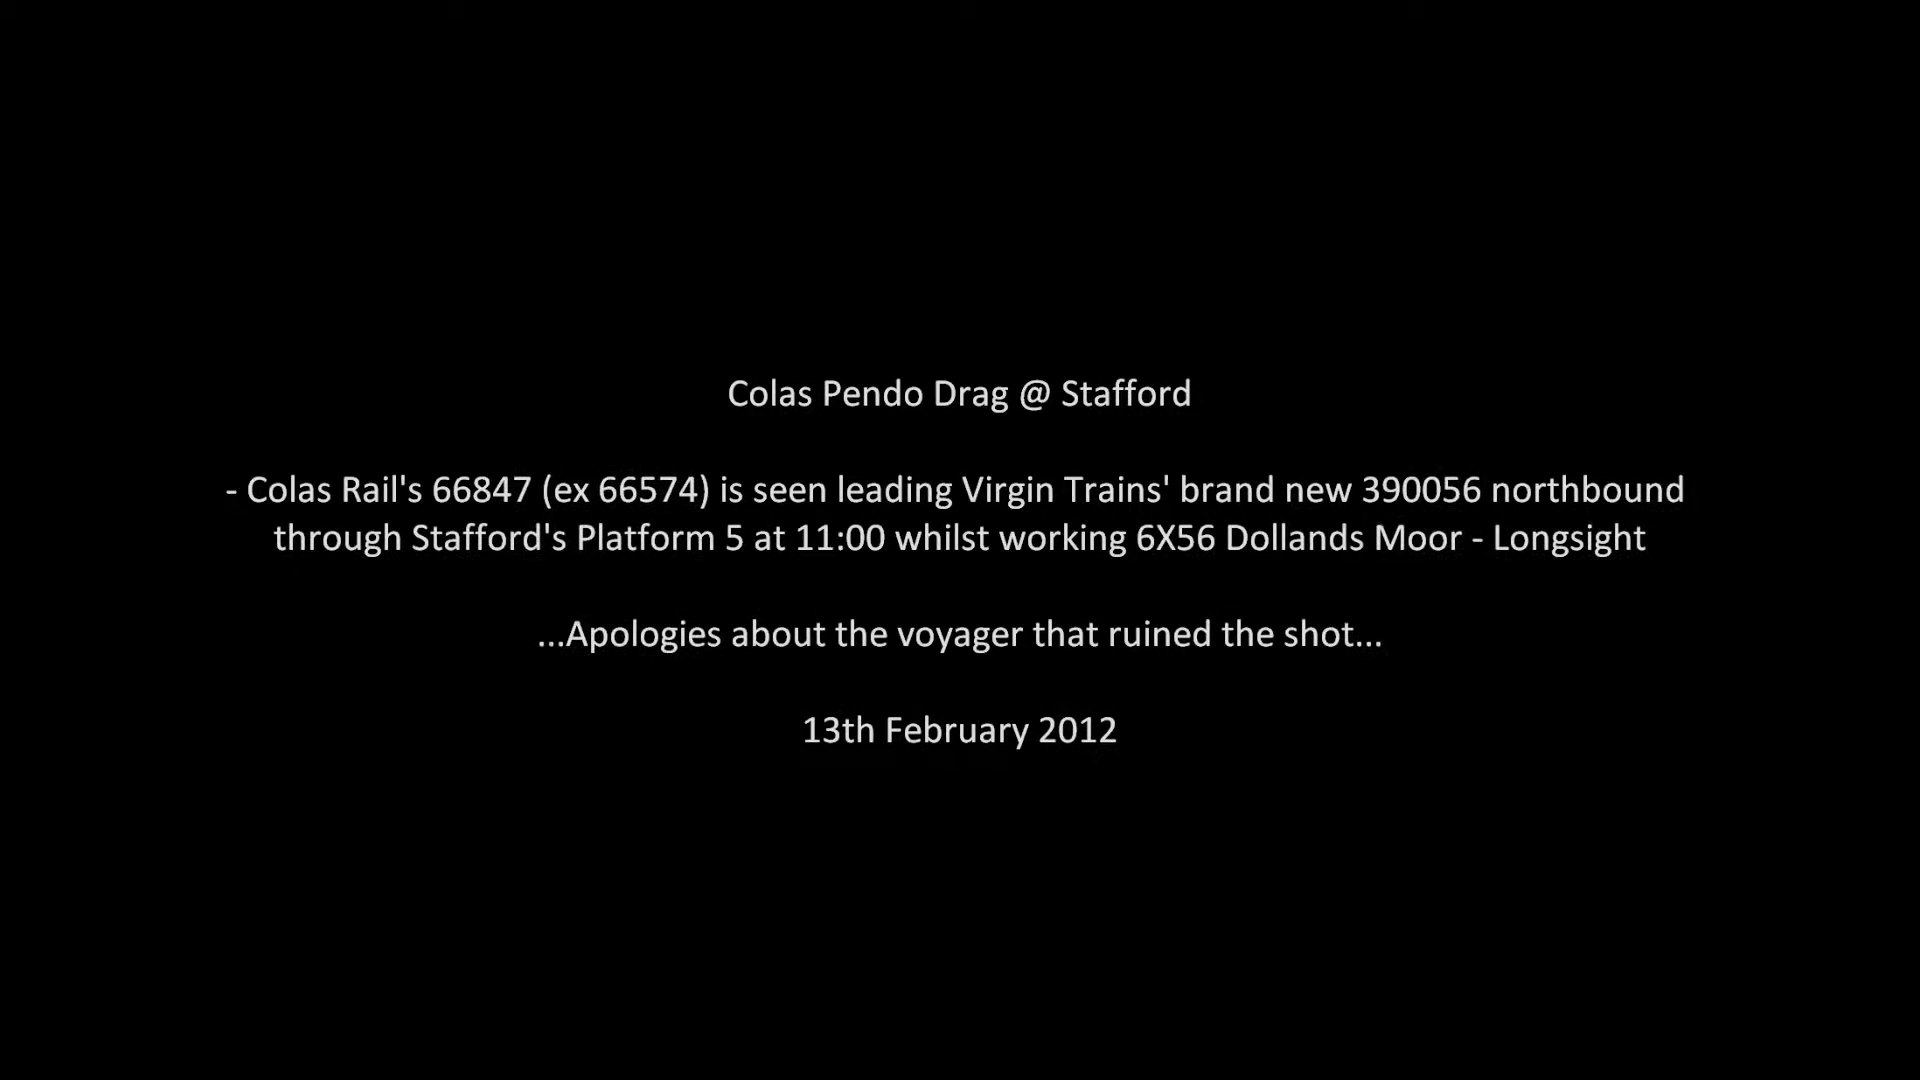 Colas Pendo Drag @ Stafford
- Colas Rail's 66847 (ex 66574) is seen leading Virgin Trains' brand new 390056 northbound
through Stafford's Platform 5 at 11:00 whilst working 6X56 Dollands Moor - Longsight
...Apologies about the voyager that ruined the shot...
13th February 2012